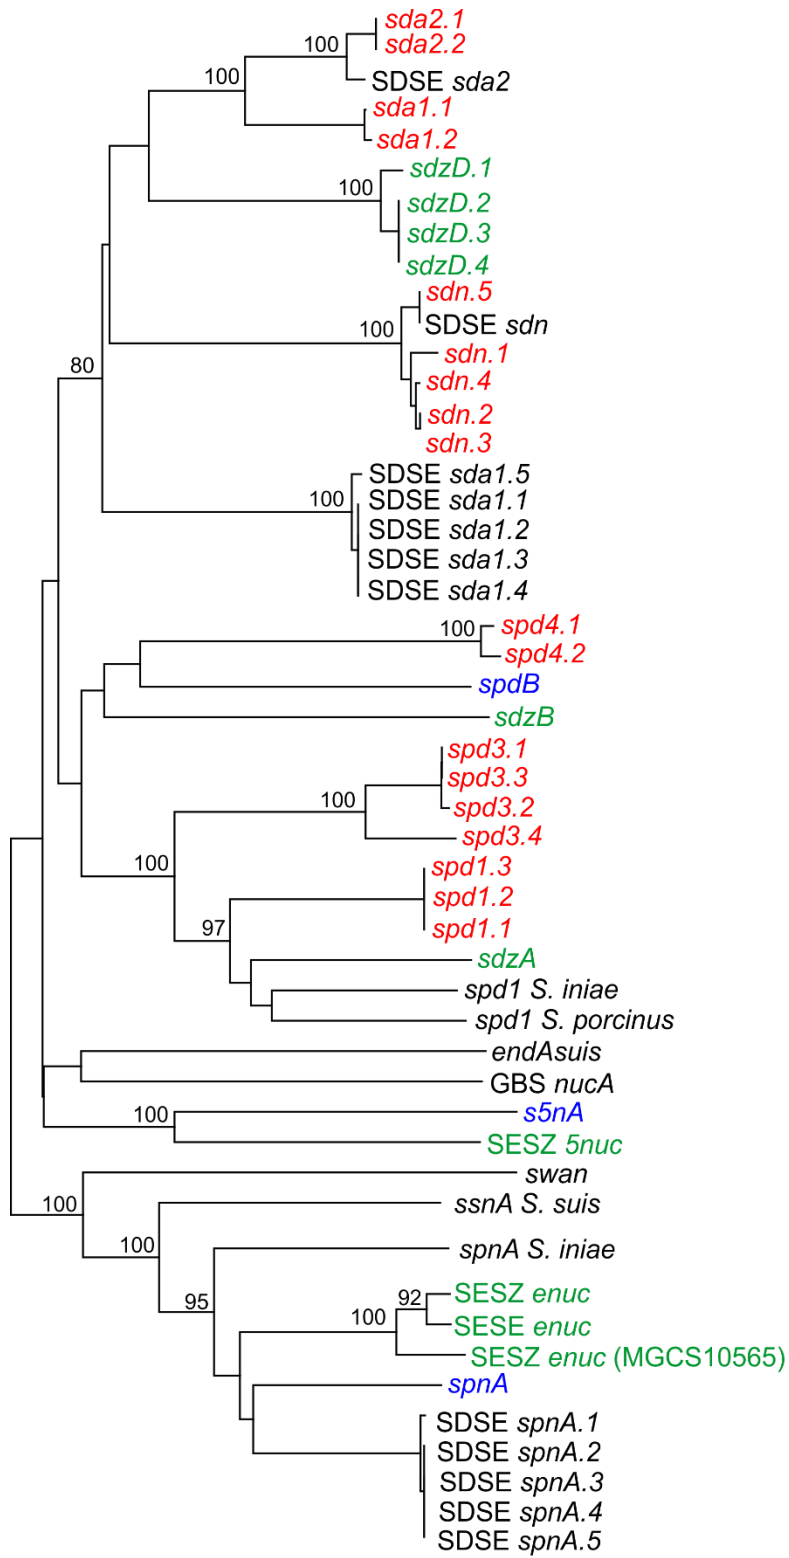 sda2.1
100
sda2.2
100
SDSE sda2
sda1.1
sda1.2
sdzD.1
100
sdzD.2
sdzD.3
sdzD.4
sdn.5
100
SDSE sdn
sdn.1
80
sdn.4
sdn.2
sdn.3
SDSE sda1.5
100
SDSE sda1.1
SDSE sda1.2
SDSE sda1.3
SDSE sda1.4
100
spd4.1
spd4.2
spdB
sdzB
spd3.1
spd3.3
100
spd3.2
spd3.4
100
spd1.3
spd1.2
97
spd1.1
sdzA
spd1 S. iniae
spd1 S. porcinus
endAsuis
GBS nucA
100
s5nA
SESZ 5nuc
swan
100
ssnA S. suis
100
spnA S. iniae
95
92
SESZ enuc
100
SESE enuc
SESZ enuc (MGCS10565)
spnA
SDSE spnA.1
SDSE spnA.2
SDSE spnA.3
SDSE spnA.4
SDSE spnA.5